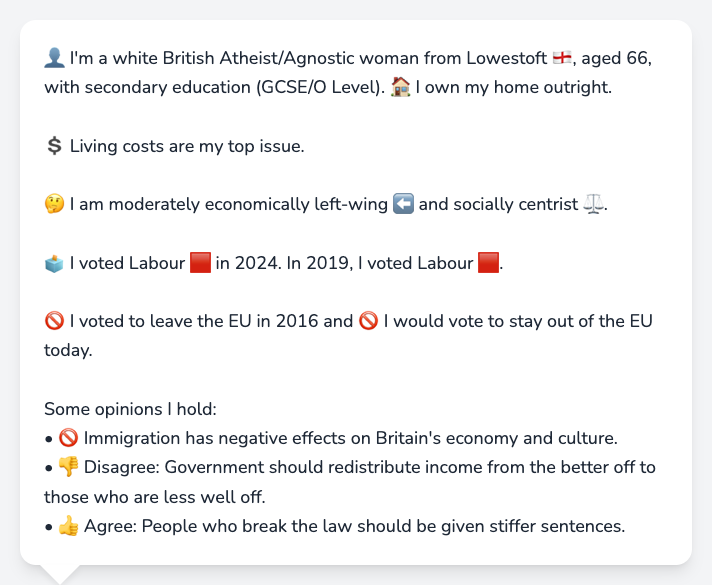 👤 I'm a white British Atheist/Agnostic woman from Lowestoft 🏴󠁧󠁢󠁥󠁮󠁧󠁿, aged 66,
with secondary education (GCSE/O Level). 🏠 I own my home outright.
💲 Living costs are my top issue.
🤔 I am moderately economically left-wing ⬅️ and socially centrist ⚖️.
🗳️ I voted Labour 🟥 in 2024. In 2019, I voted Labour 🟥.
🚫 I voted to leave the EU in 2016 and 🚫 I would vote to stay out of the EU
today.
Some opinions I hold:
• 🚫 Immigration has negative effects on Britain's economy and culture.
• 👎 Disagree: Government should redistribute income from the better off to
those who are less well off.
• 👍 Agree: People who break the law should be given stiffer sentences.